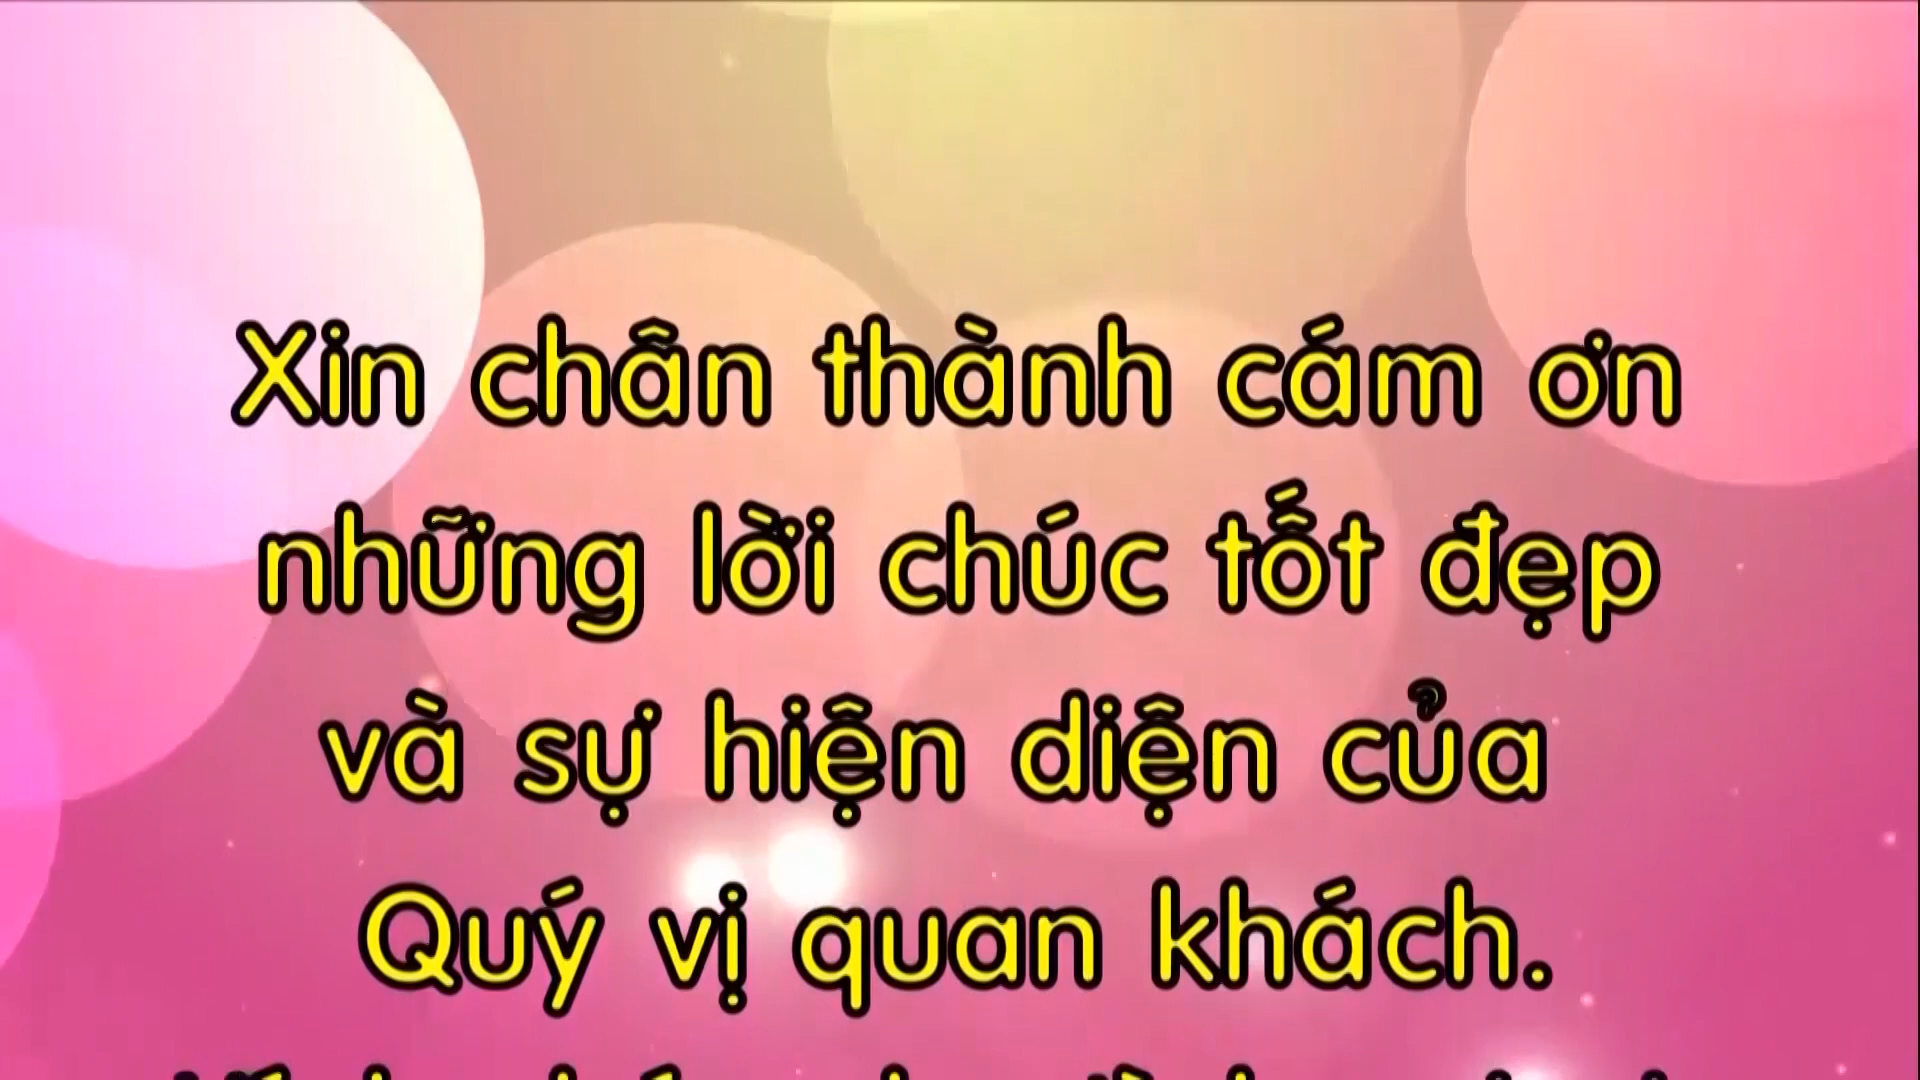 Xin chân thành cám ơn
những lời chúc tốt đẹp
và sự hiện diện của
Quý vị quan khách.